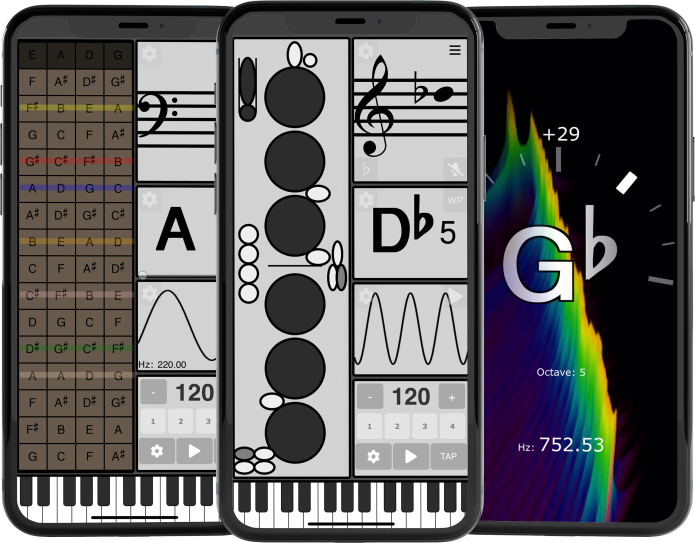 E A D G
F A♯ D♯ G♯
F♯ B E A
G C F A♯
G♯ C♯ F♯ B
A D G C
A♯ D♯ G♯ C♯
B E A D
C F A♯ D♯
C♯ F♯ B E
D G C F
D♯ G♯ C♯ F♯
A A D G
F A♯ D♯ G♯
F♯ B E A
G C F A♯
A
Hz: 220.00
- 120
1 2 3
♭
WP
D♭ 5
- 120 +
1 2 3 4
TAP
+29
G♭
Octave: 5
Hz: 752.53